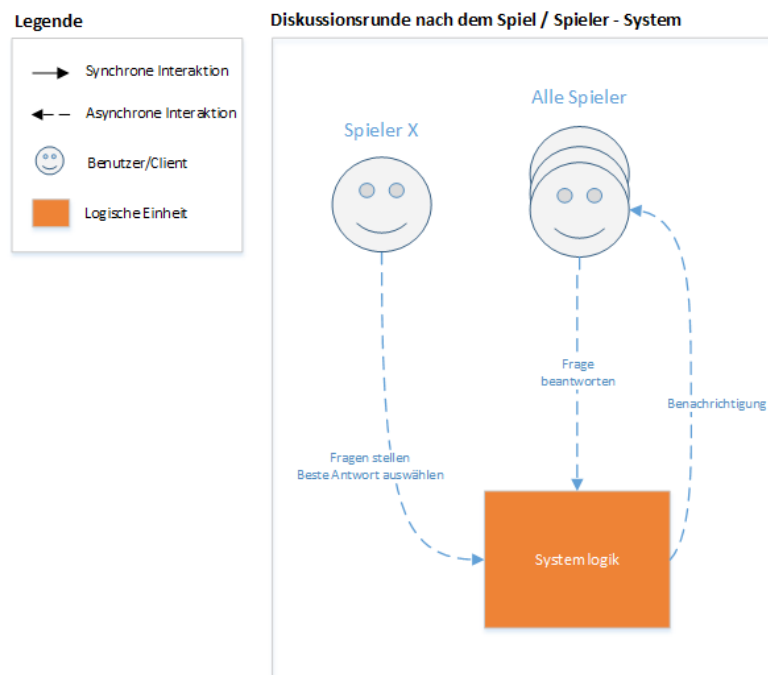 Legende
Synchrone Interaktion
Asynchrone Interaktion
Benutzer/Client
Logische Einheit
Diskussionsrunde nach dem Spiel / Spieler - System
Spieler X
Alle Spieler
Frage
beantworten
Benachrichtigung
Fragen stellen
Beste Antwort auswählen
Systemlogik